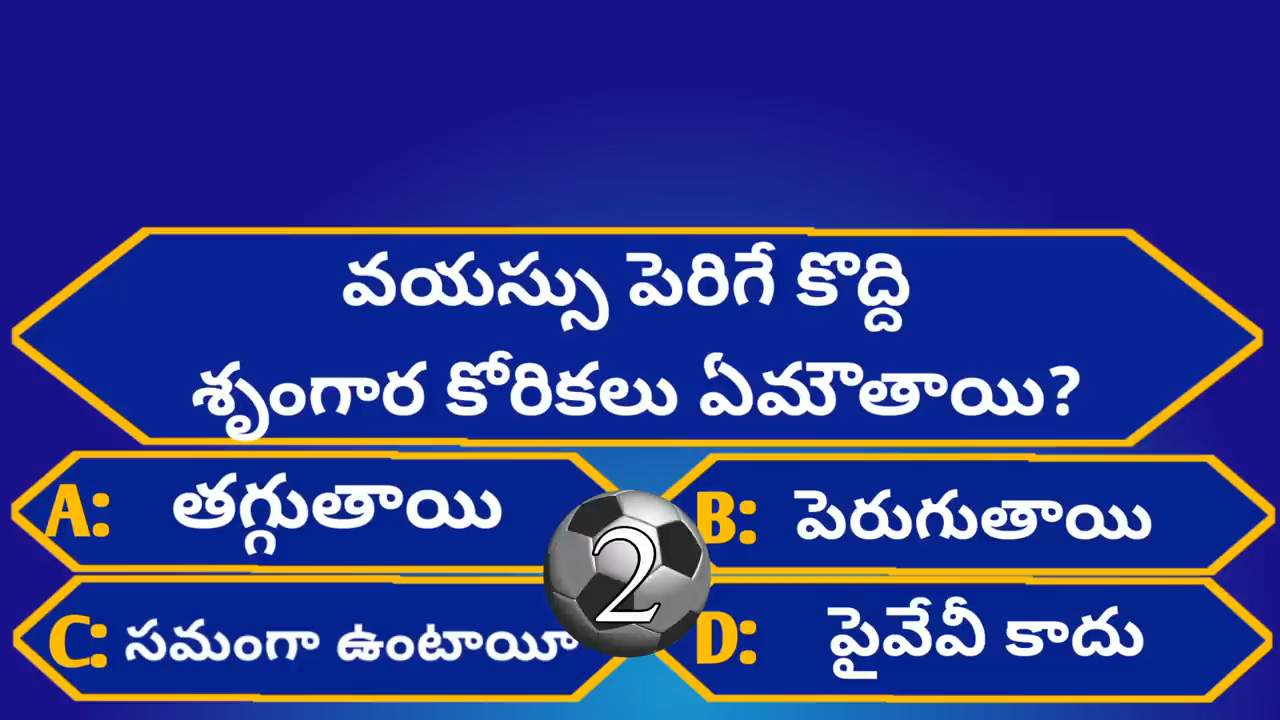 వయస్సు పెరిగే కొద్ది
శృంగార కోరికలు ఏమౌతాయి?
A: తగ్గుతాయి
B: పెరుగుతాయి
2
C: సమంగా ఉంటాయీ
D: పైవేవీ కాదు